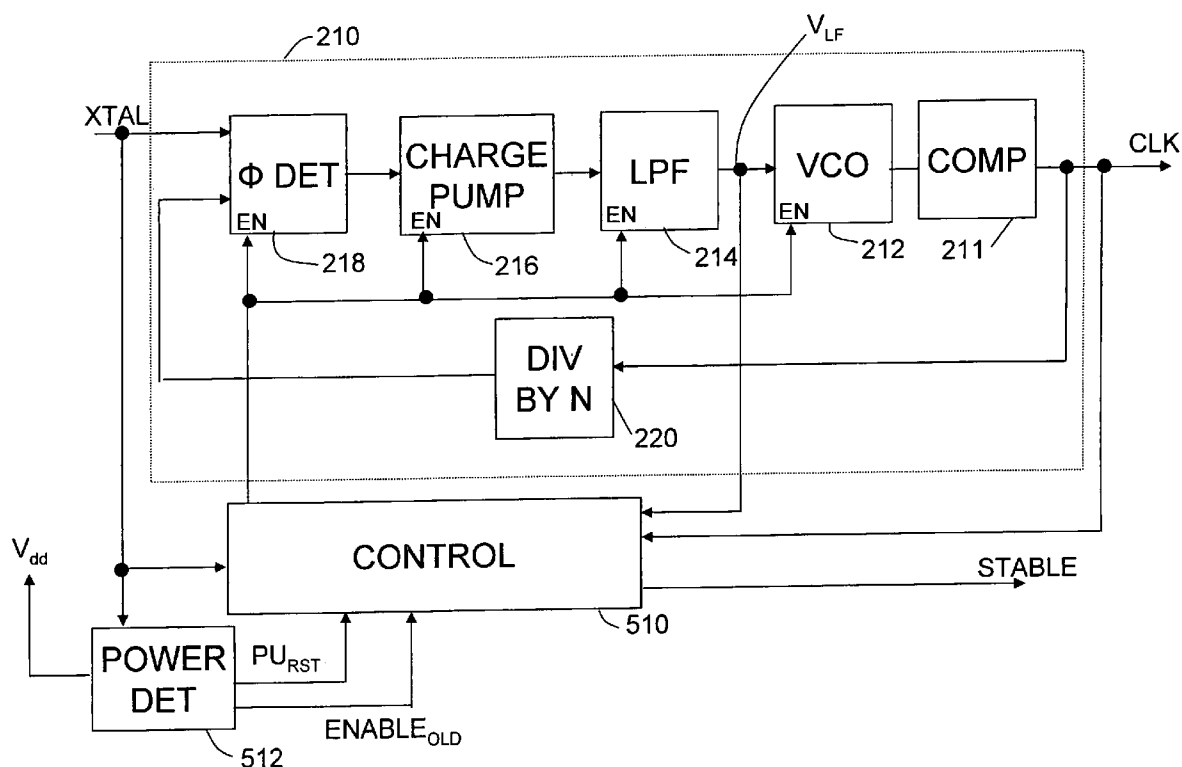 V_LF
210
XTAL
CLK
Φ DET
EN
218
CHARGE
PUMP
EN
216
LPF
EN
214
VCO
EN
212
COMP
211
DIV
BY N
220
CONTROL
510
STABLE
V_dd
POWER
DET
512
PU_RST
ENABLE_OLD